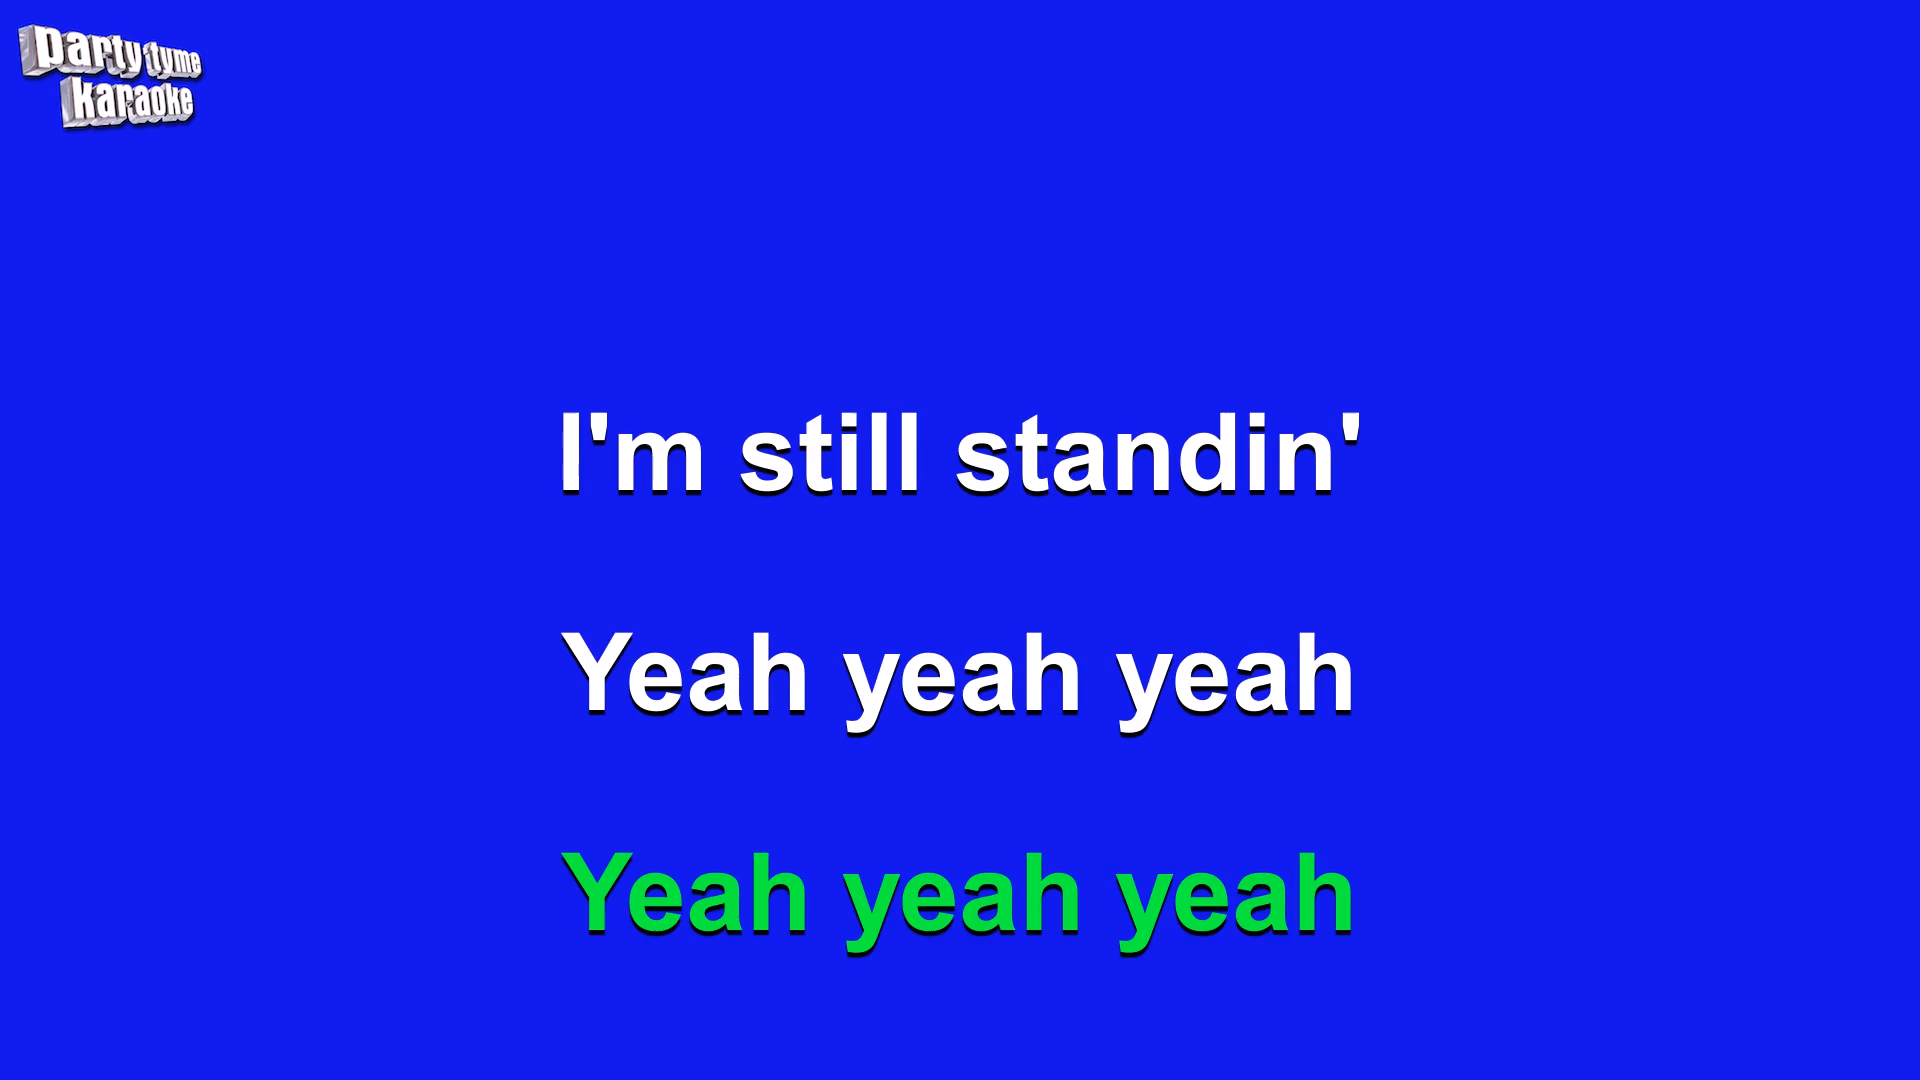 party tyme
karaoke
I'm still standin'
Yeah yeah yeah
Yeah yeah yeah